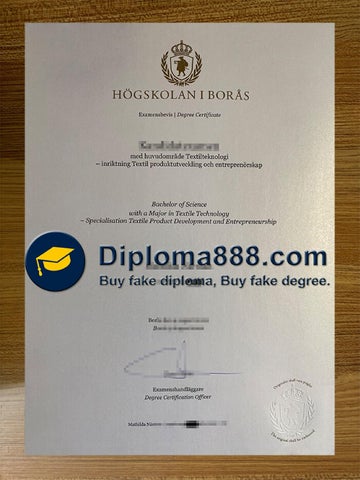 HÖGSKOLAN I BORÅS
Examensbevis | Degree Certificate
med huvudområde Textilteknologi
– inriktning Textil produktutveckling och entreprenörskap
Bachelor of Science
with a Major in Textile Technology
– Specialisation Textile Product Development and Entrepreneurship
Diploma888.com
Buy fake diploma, Buy fake degree.
Examenshandläggare
Degree Certification Officer
Mathilda